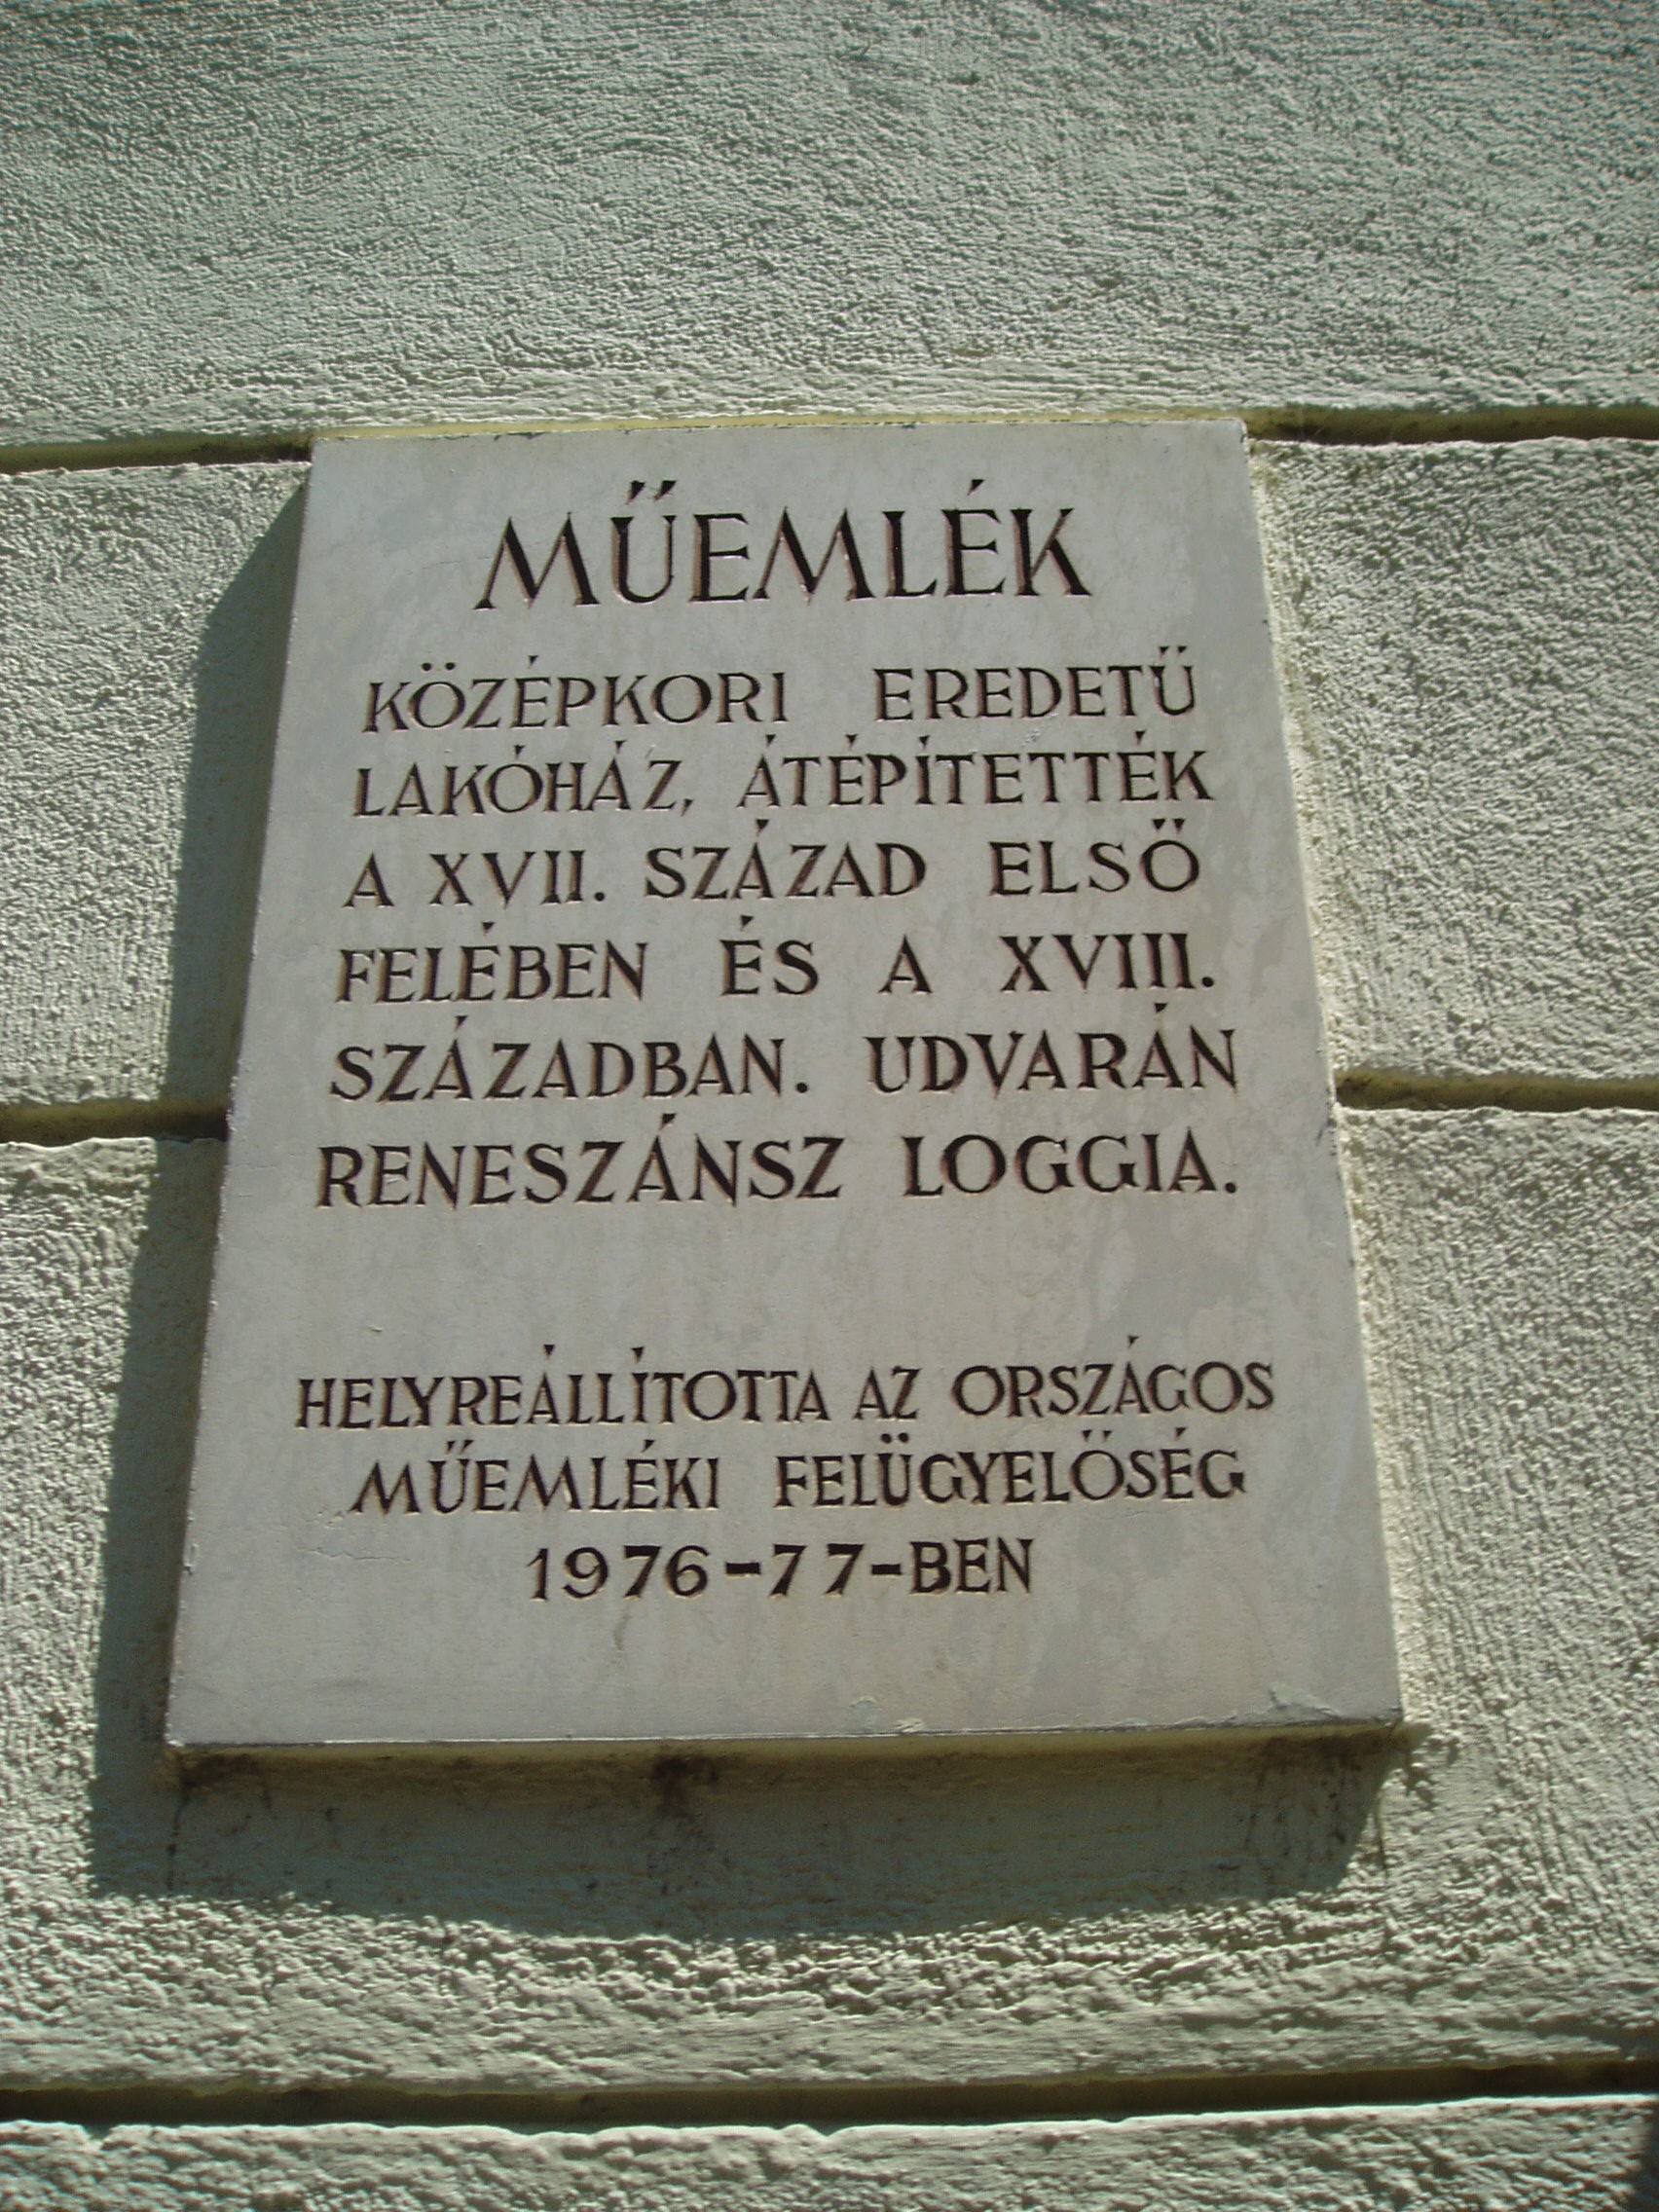 MŰEMLÉK
KÖZÉPKORI EREDETŰ
LAKÓHÁZ, ÁTÉPÍTETTÉK
A XVII. SZÁZAD ELSŐ
FELÉBEN ÉS A XVIII.
SZÁZADBAN. UDVARÁN
RENESZÁNSZ LOGGIA.
HELYREÁLLÍTOTTA AZ ORSZÁGOS
MŰEMLÉKI FELÜGYELŐSÉG
1976-77-BEN